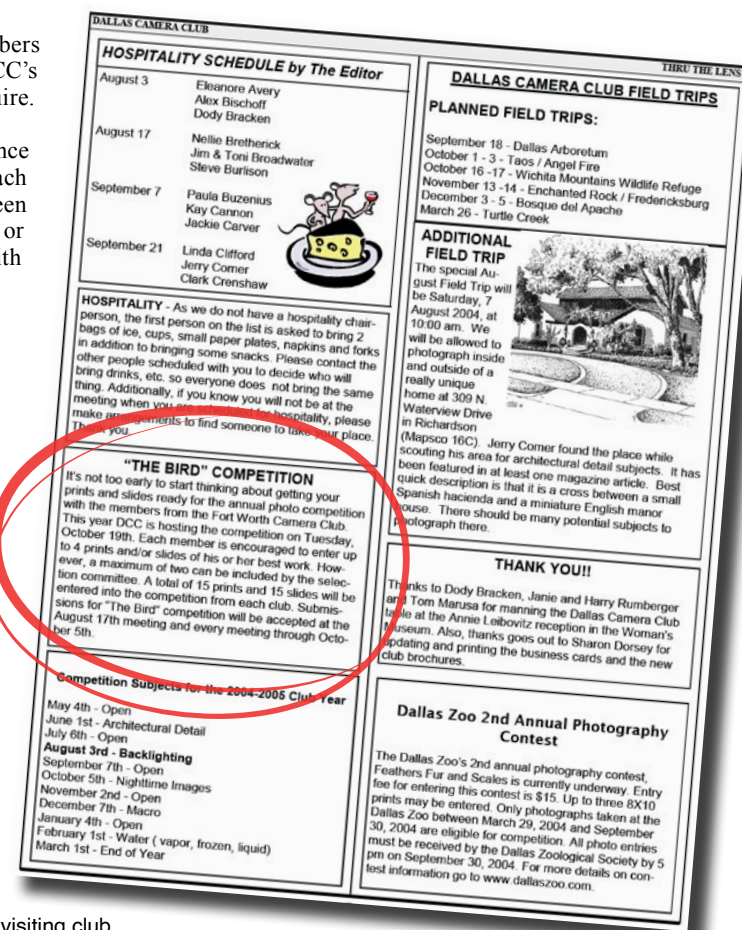 bers
CC's
ire.
nce
ach
een
or
ith
DALLAS CAMERA CLUB
HOSPITALITY SCHEDULE by The Editor
August 3 Eleanore Avery
Alex Bischoff
Dody Bracken
August 17 Nellie Bretherick
Jim & Toni Broadwater
Steve Burlison
September 7 Paula Buzenius
Kay Cannon
Jackie Carver
September 21 Linda Clifford
Jerry Comer
Clark Crenshaw
HOSPITALITY - As we do not have a hospitality chair-
person, the first person on the list is asked to bring 2
bags of ice, cups, small paper plates, napkins and forks
in addition to bringing some snacks. Please contact the
other people scheduled with you to decide who will
bring drinks, etc. so everyone does not bring the same
thing. Additionally, if you know you will not be at the
meeting when you are scheduled for hospitality, please
make arrangements to find someone to take your place.
Thank you.
"THE BIRD" COMPETITION
It's not too early to start thinking about getting your
prints and slides ready for the annual photo competition
with the members from the Fort Worth Camera Club.
This year DCC is hosting the competition on Tuesday,
October 19th. Each member is encouraged to enter up
to 4 prints and/or slides of his or her best work. How-
ever, a maximum of two can be included by the selec-
tion committee. A total of 15 prints and 15 slides will be
entered into the competition from each club. Submis-
sions for "The Bird" competition will be accepted at the
August 17th meeting and every meeting through Octo-
ber 5th.
Competition Subjects for the 2004-2005 Club Year
May 4th - Open
June 1st - Architectural Detail
July 6th - Open
August 3rd - Backlighting
September 7th - Open
October 5th - Nighttime Images
November 2nd - Open
December 7th - Macro
January 4th - Open
February 1st - Water ( vapor, frozen, liquid)
March 1st - End of Year
THRU THE LENS
DALLAS CAMERA CLUB FIELD TRIPS
PLANNED FIELD TRIPS:
September 18 - Dallas Arboretum
October 1 - 3 - Taos / Angel Fire
October 16 -17 - Wichita Mountains Wildlife Refuge
November 13 -14 - Enchanted Rock / Fredericksburg
December 3 - 5 - Bosque del Apache
March 26 - Turtle Creek
ADDITIONAL
FIELD TRIP
The special Au-
gust Field Trip will
be Saturday, 7
August 2004, at
10:00 am. We
will be allowed to
photograph inside
and outside of a
really unique
home at 309 N.
Waterview Drive
in Richardson
(Mapsco 16C). Jerry Comer found the place while
scouting his area for architectural detail subjects. It has
been featured in at least one magazine article. Best
quick description is that it is a cross between a small
Spanish hacienda and a miniature English manor
house. There should be many potential subjects to
photograph there.
THANK YOU!!
Thanks to Dody Bracken, Janie and Harry Rumberger
and Tom Marusa for manning the Dallas Camera Club
table at the Annie Leibovitz reception in the Woman's
Museum. Also, thanks goes out to Sharon Dorsey for
updating and printing the business cards and the new
club brochures.
Dallas Zoo 2nd Annual Photography
Contest
The Dallas Zoo's 2nd annual photography contest,
Feathers Fur and Scales is currently underway. Entry
fee for entering this contest is $15. Up to three 8X10
prints may be entered. Only photographs taken at the
Dallas Zoo between March 29, 2004 and September
30, 2004 are eligible for competition. All photo entries
must be received by the Dallas Zoological Society by 5
pm on September 30, 2004. For more details on con-
test information go to www.dallaszoo.com.
visiting club